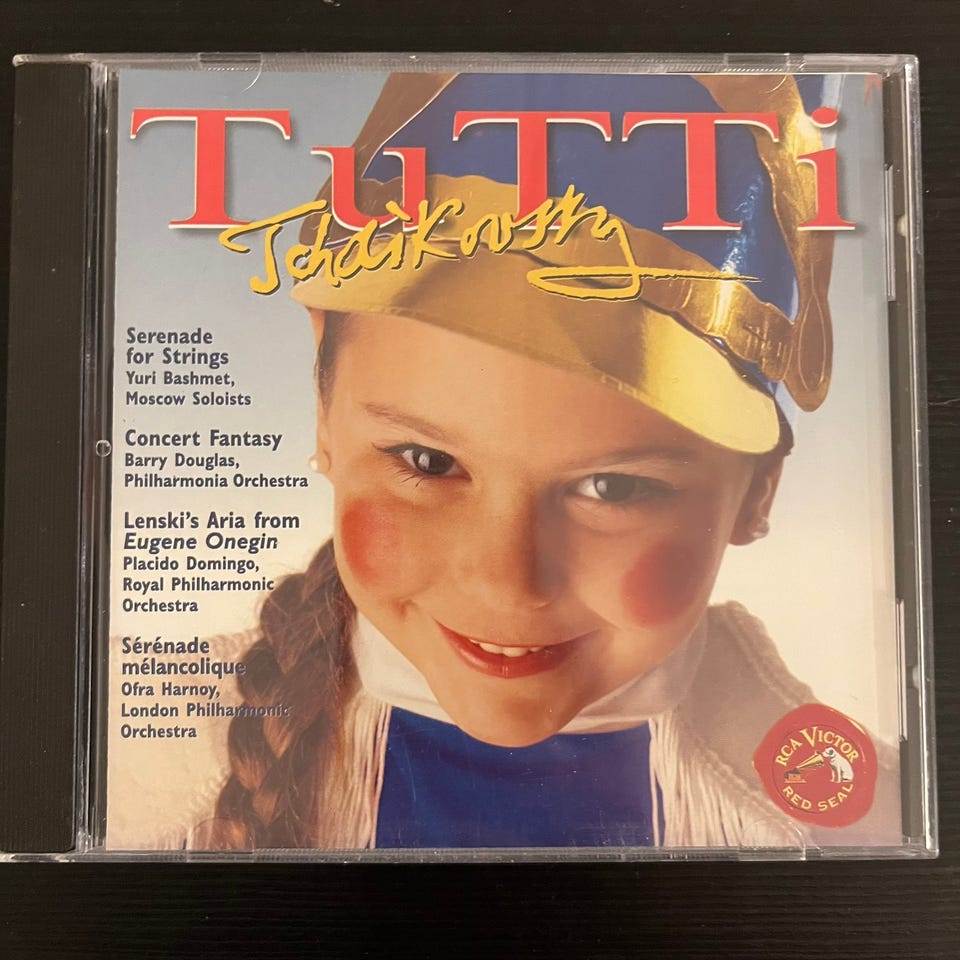 TuTTi
Tchaikovsky
Serenade
for Strings
Yuri Bashmet,
Moscow Soloists
Concert Fantasy
Barry Douglas,
Philharmonia Orchestra
Lenski's Aria from
Eugene Onegin
Placido Domingo,
Royal Philharmonic
Orchestra
Sérénade
mélancolique
Ofra Harnoy,
London Philharmonic
Orchestra
RCA VICTOR
RED SEAL